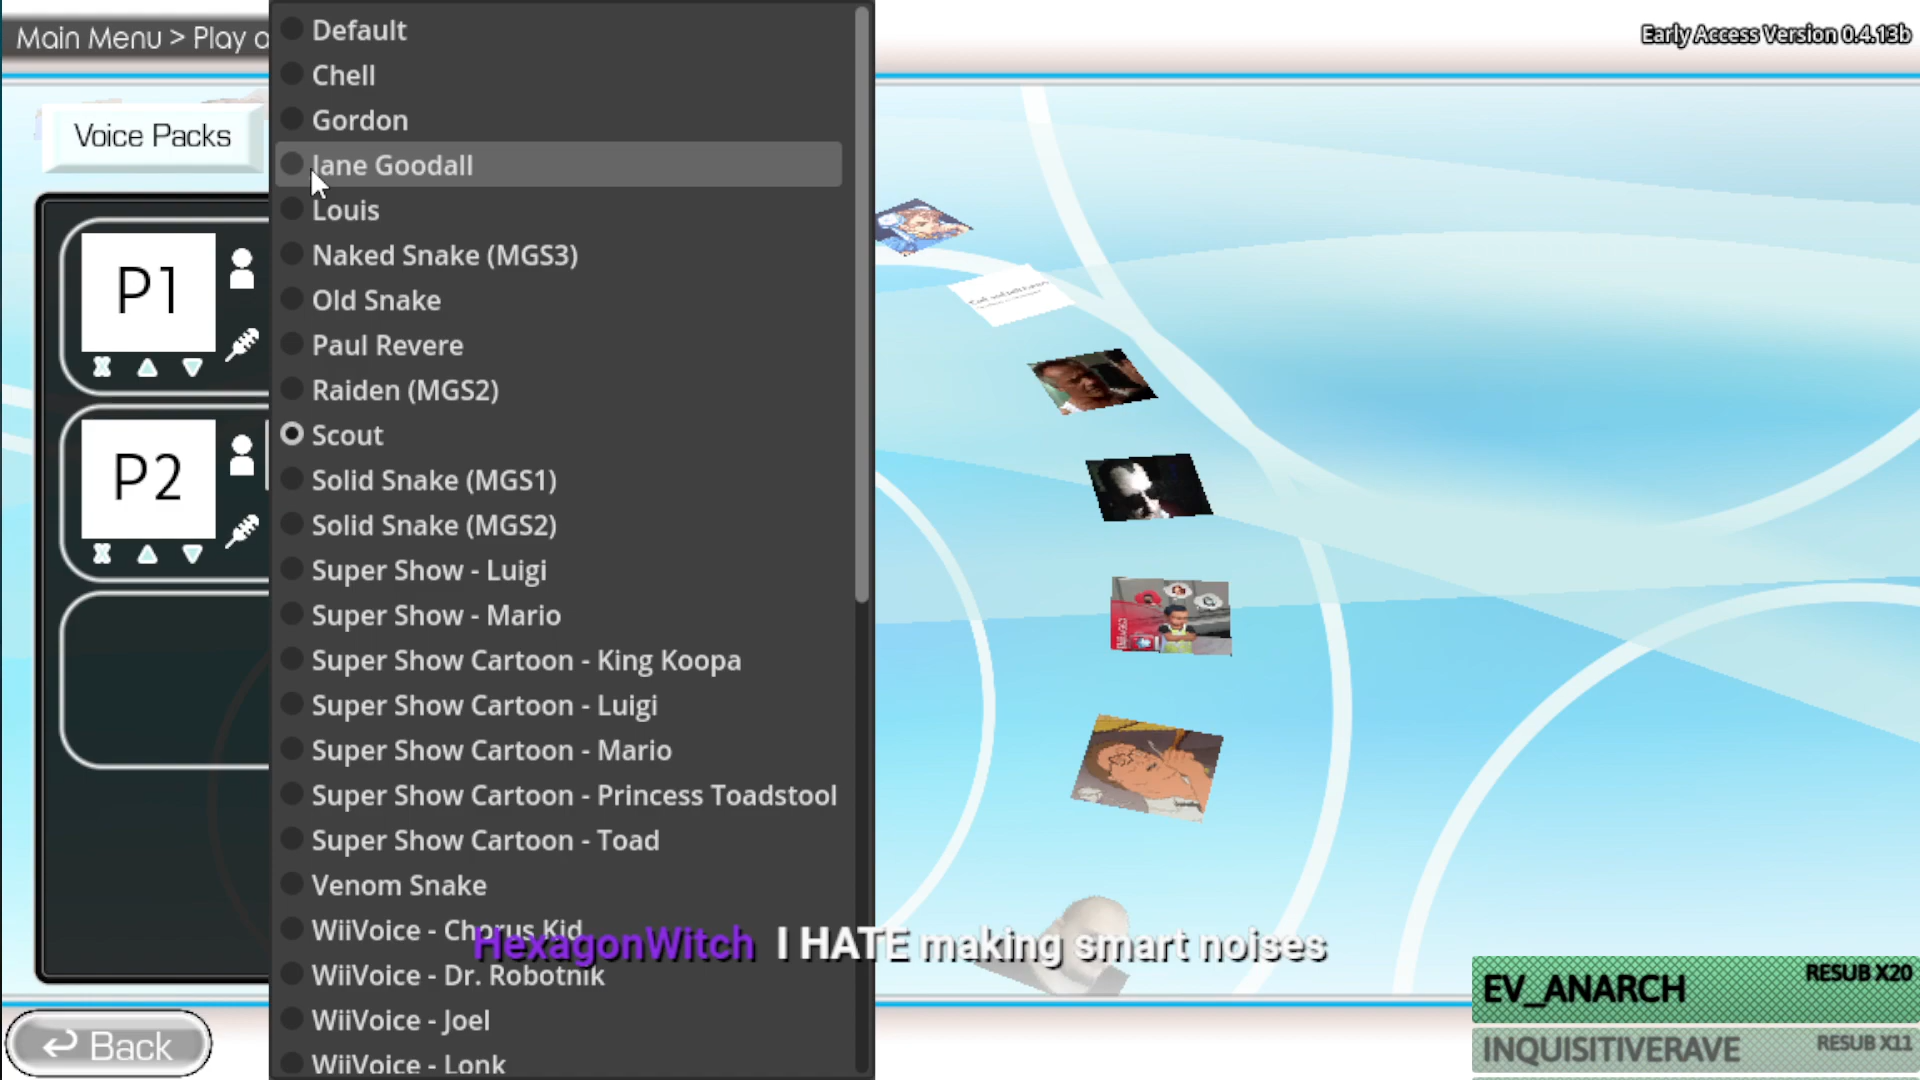 Main Menu > Play o
Early Access Version 0.4.13b
Voice Packs
P1
P2
Default
Chell
Gordon
Jane Goodall
Louis
Naked Snake (MGS3)
Old Snake
Paul Revere
Raiden (MGS2)
Scout
Solid Snake (MGS1)
Solid Snake (MGS2)
Super Show - Luigi
Super Show - Mario
Super Show Cartoon - King Koopa
Super Show Cartoon - Luigi
Super Show Cartoon - Mario
Super Show Cartoon - Princess Toadstool
Super Show Cartoon - Toad
Venom Snake
WiiVoice - Chorus Kid
HexagonWitch I HATE making smart noises
WiiVoice - Dr. Robotnik
WiiVoice - Joel
WiiVoice - Lonk
Back
EV_ANARCH RESUB X20
INQUISITIVERAVE RESUB X11